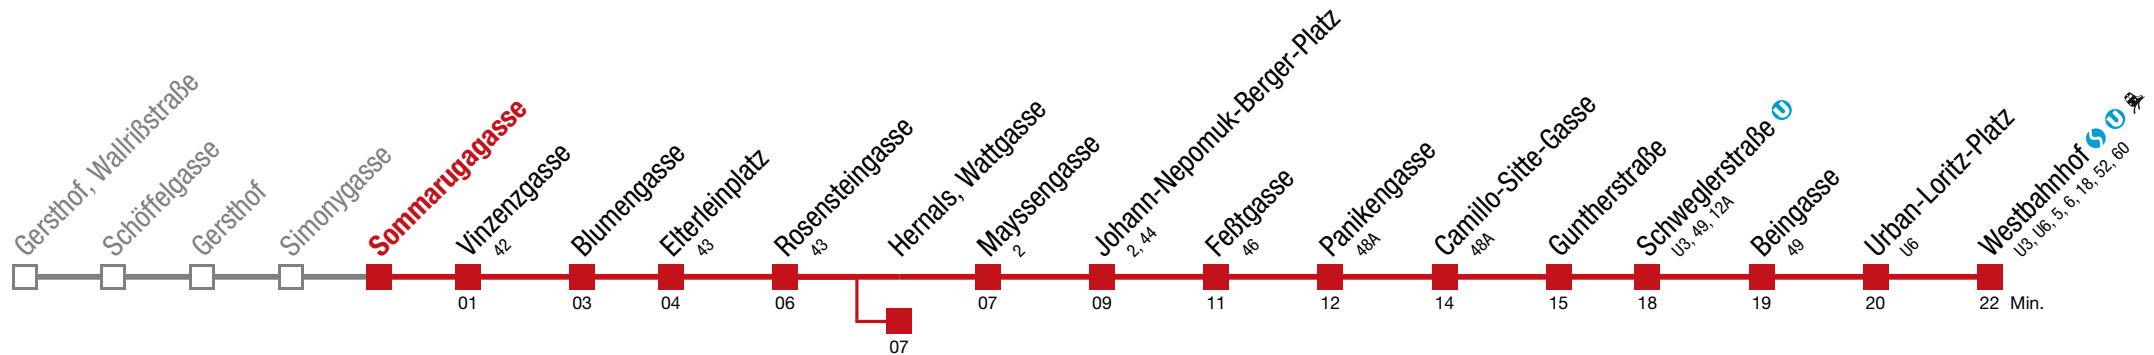 Gersthof, Wallrißstraße
Schöffelgasse
Gersthof
Simonygasse
Sommarugagasse
Vinzenzgasse
42
01
Blumengasse
03
Elterleinplatz
43
04
Rosensteingasse
43
06
Hernals, Wattgasse
07
Mayssengasse
2
07
Johann-Nepomuk-Berger-Platz
2, 44
09
Feßtgasse
46
11
Panikengasse
48A
12
Camillo-Sitte-Gasse
48A
14
Guntherstraße
15
Schweglerstraße U
U3, 49, 12A
18
Beingasse
49
19
Urban-Loritz-Platz
U6
20
Westbahnhof S U
U3, U6, 5, 6, 18, 52, 60
22 Min.